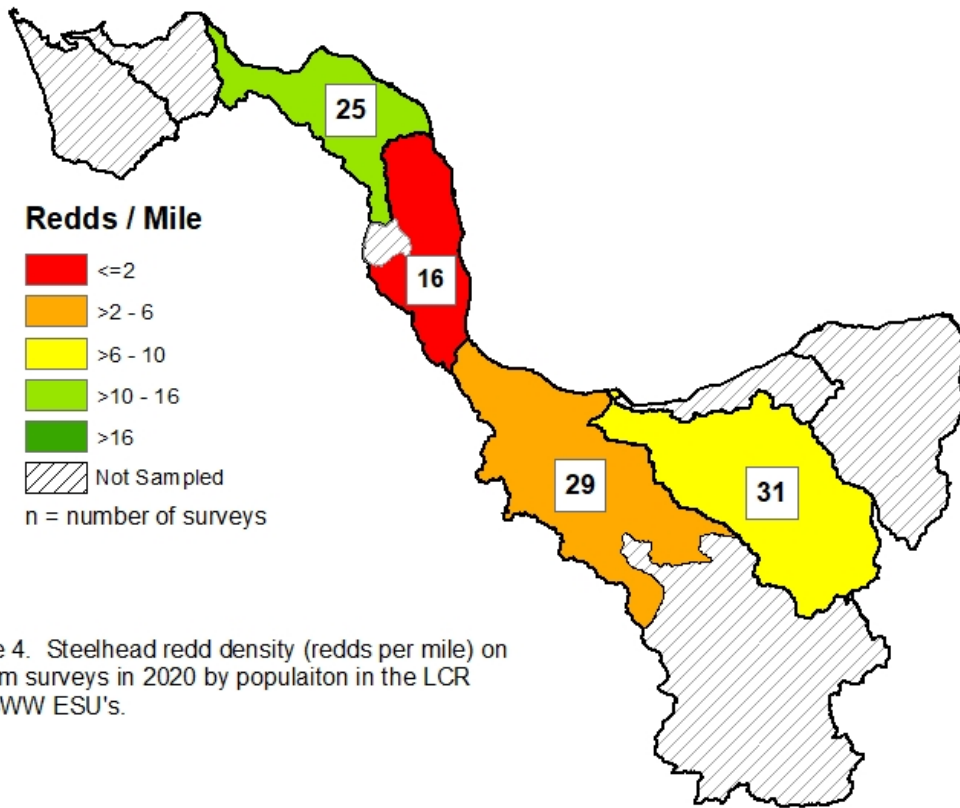 25
16
29
31
Redds / Mile
<=2
>2 - 6
>6 - 10
>10 - 16
>16
Not Sampled
n = number of surveys
e 4. Steelhead redd density (redds per mile) on
m surveys in 2020 by populaiton in the LCR
WW ESU's.